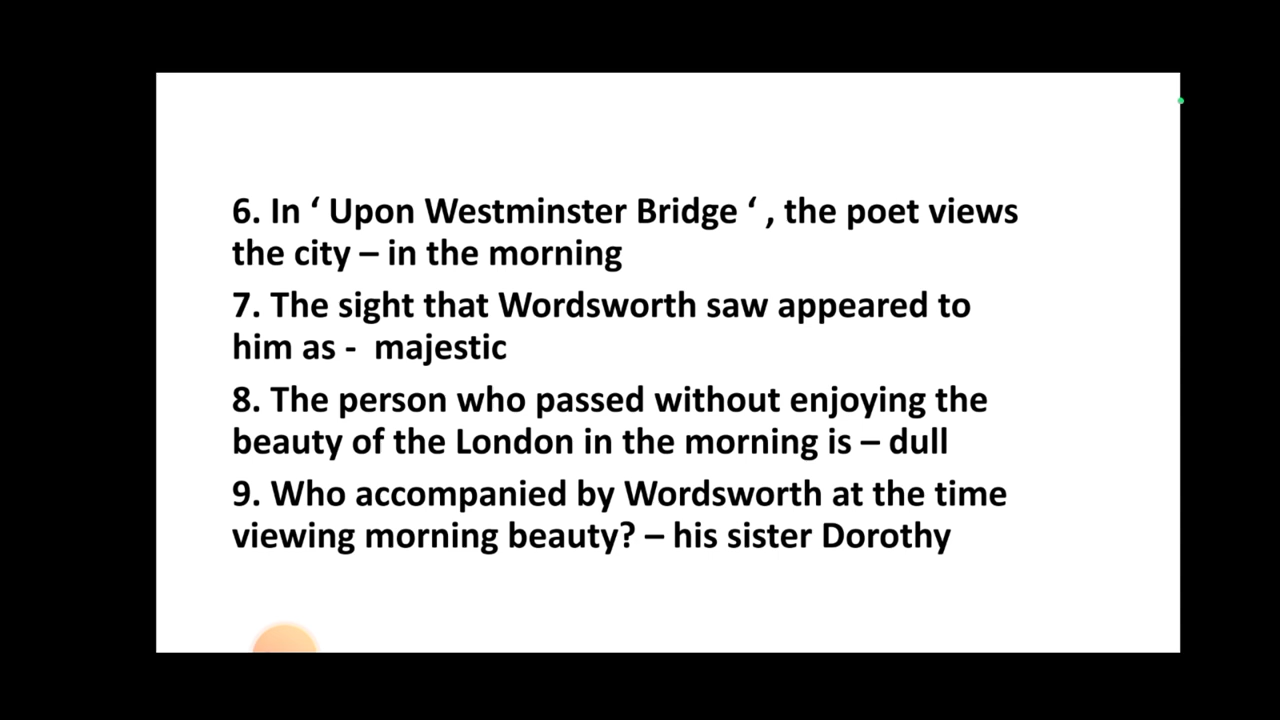 6. In ‘ Upon Westminster Bridge ‘ , the poet views
the city – in the morning
7. The sight that Wordsworth saw appeared to
him as -  majestic
8. The person who passed without enjoying the
beauty of the London in the morning is – dull
9. Who accompanied by Wordsworth at the time
viewing morning beauty? – his sister Dorothy